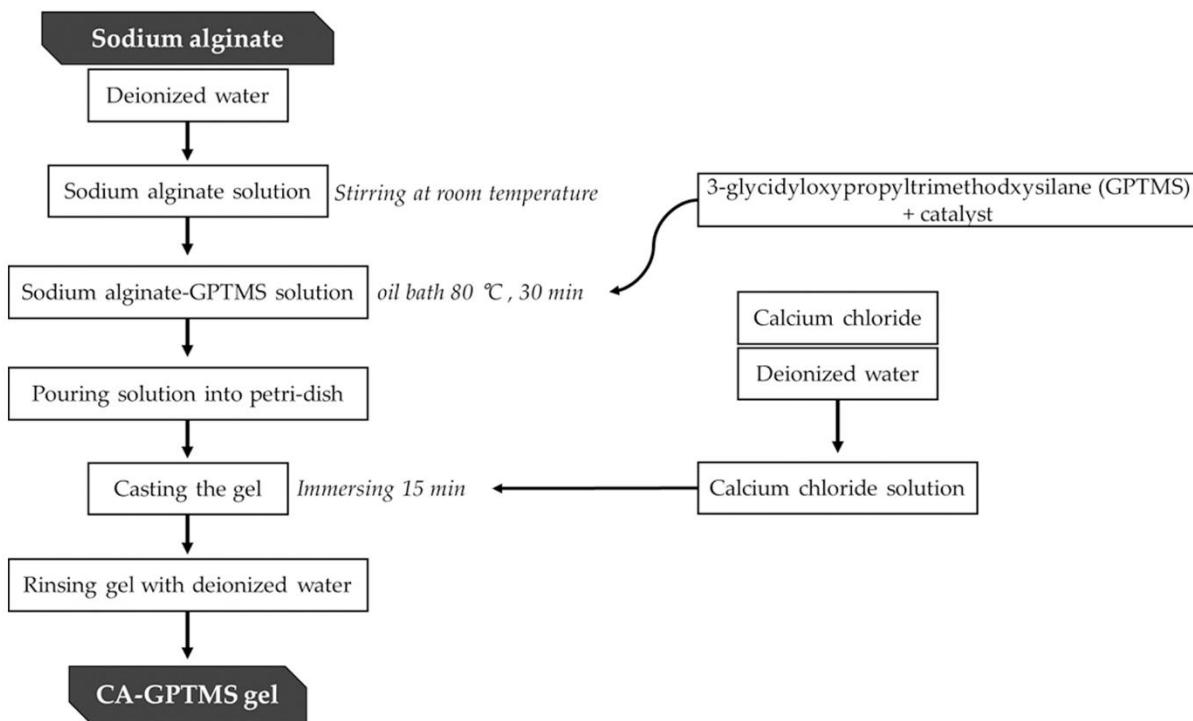 Sodium alginate
Deionized water
Sodium alginate solution
Stirring at room temperature
3-glycidyloxypropyltrimethodxysilane (GPTMS)
+ catalyst
Sodium alginate-GPTMS solution
oil bath 80 ℃ , 30 min
Calcium chloride
Deionized water
Pouring solution into petri-dish
Casting the gel
Immersing 15 min
Calcium chloride solution
Rinsing gel with deionized water
CA-GPTMS gel